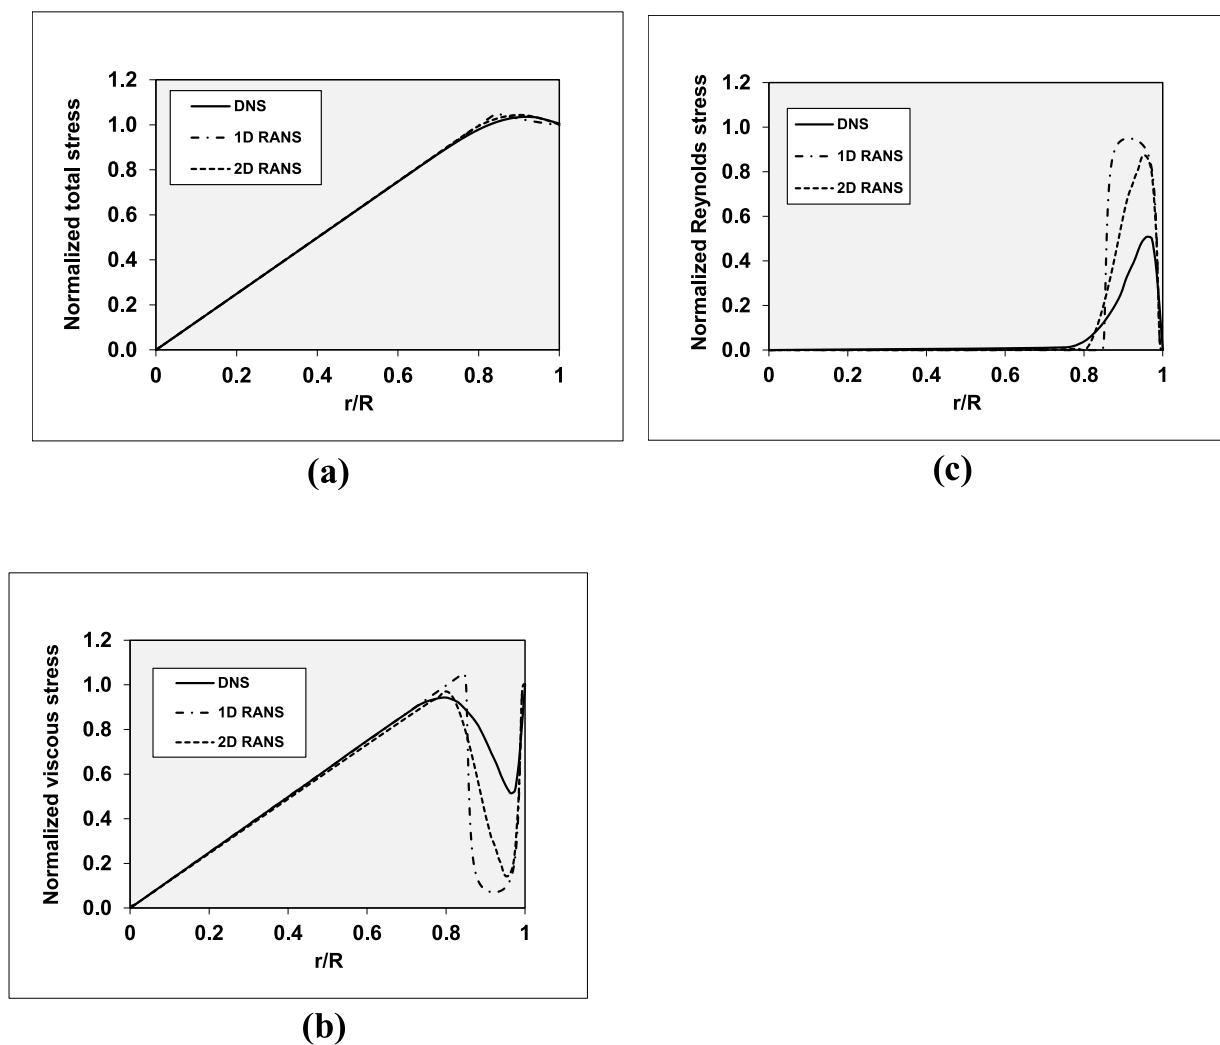 Normalized total stress
1.2
1.0
0.8
0.6
0.4
0.2
0.0
DNS
1D RANS
2D RANS
0 0.2 0.4 0.6 0.8 1
r/R
(a)
Normalized Reynolds stress
1.2
1.0
0.8
0.6
0.4
0.2
0.0
DNS
1D RANS
2D RANS
0 0.2 0.4 0.6 0.8 1
r/R
(c)
Normalized viscous stress
1.2
1.0
0.8
0.6
0.4
0.2
0.0
DNS
1D RANS
2D RANS
0 0.2 0.4 0.6 0.8 1
r/R
(b)